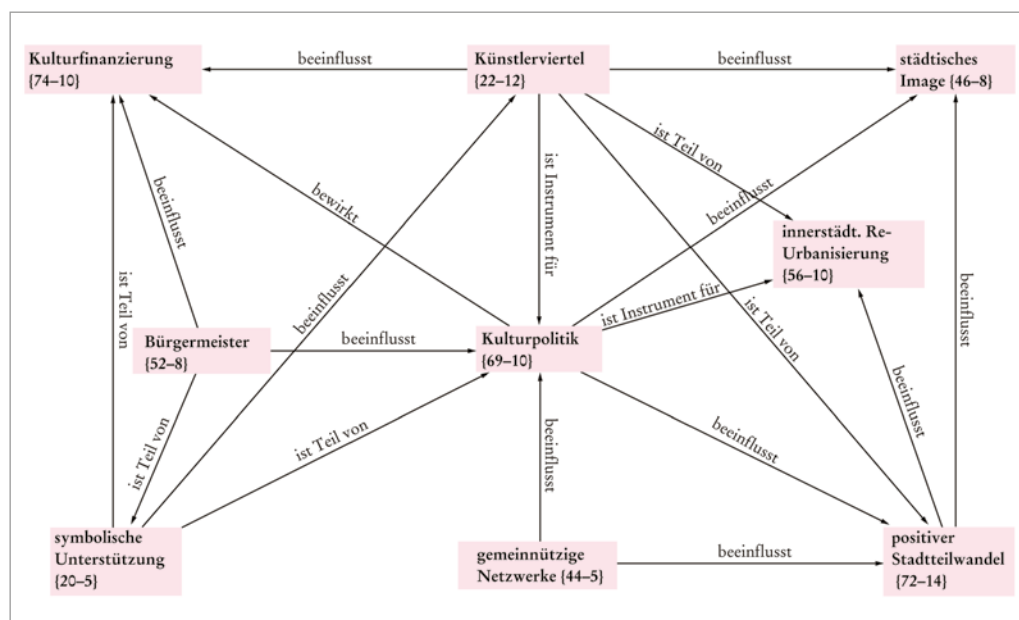 Kulturfinanzierung
{74–10}
beeinflusst
Künstlerviertel
{22–12}
beeinflusst
städtisches
Image {46–8}
ist Teil von
bewirkt
ist Instrument für
beeinflusst
beeinflusst
innerstädt. Re-
Urbanisierung
{56–10}
ist Teil von
beeinflusst
ist Instrument für
ist Teil von
beeinflusst
Bürgermeister
{52–8}
beeinflusst
Kulturpolitik
{69–10}
beeinflusst
ist Teil von
ist Teil von
beeinflusst
beeinflusst
beeinflusst
symbolische
Unterstützung
{20–5}
gemeinnützige
Netzwerke {44–5}
beeinflusst
positiver
Stadtteilwandel
{72–14}